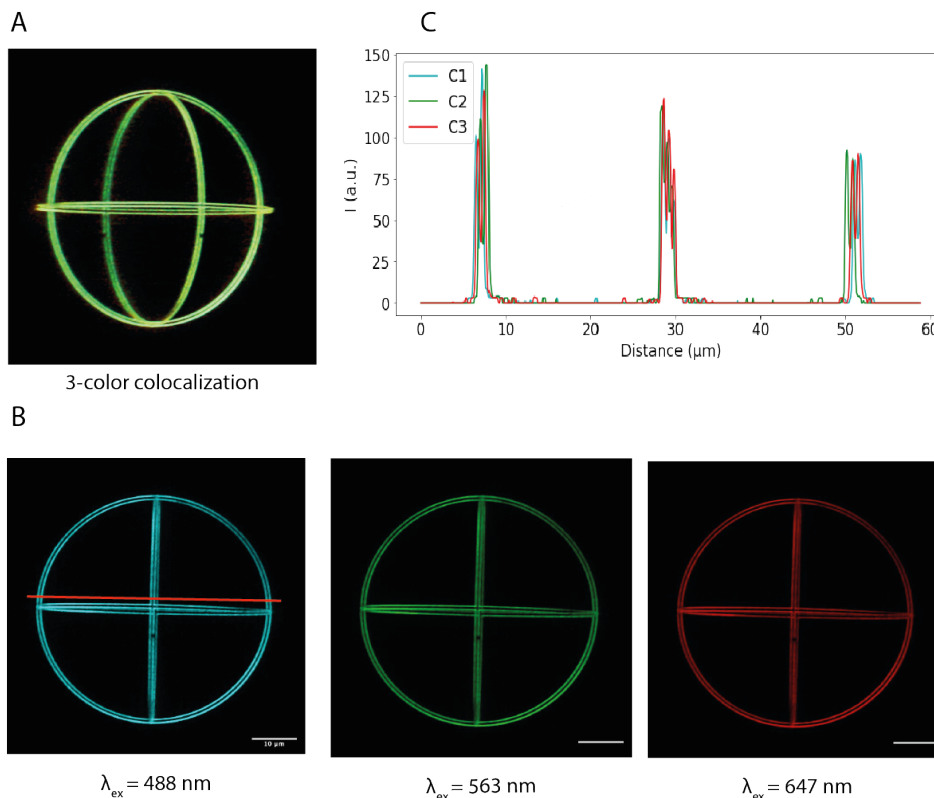 A
3-color colocalization
C
I (a.u.)
150
125
100
75
50
25
0
C1
C2
C3
0 10 20 30 40 50 60
Distance (µm)
B
10 µm
λex = 488 nm
λex = 563 nm
λex = 647 nm